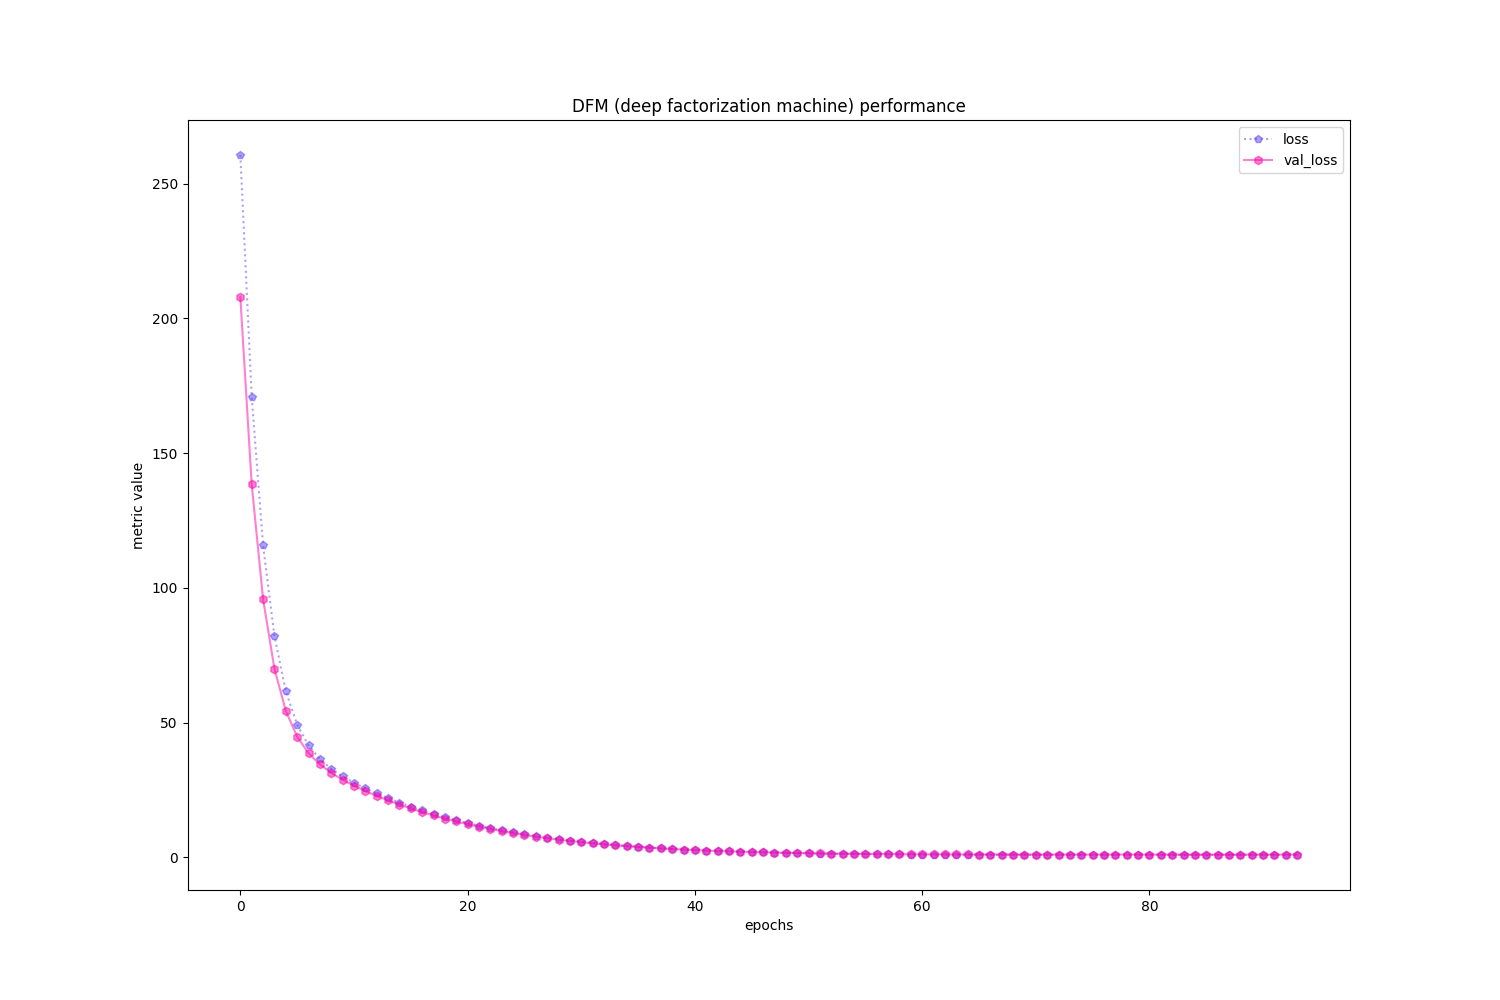 DFM (deep factorization machine) performance
loss
val_loss
250
200
150
100
50
0
metric value
0 20 40 60 80
epochs